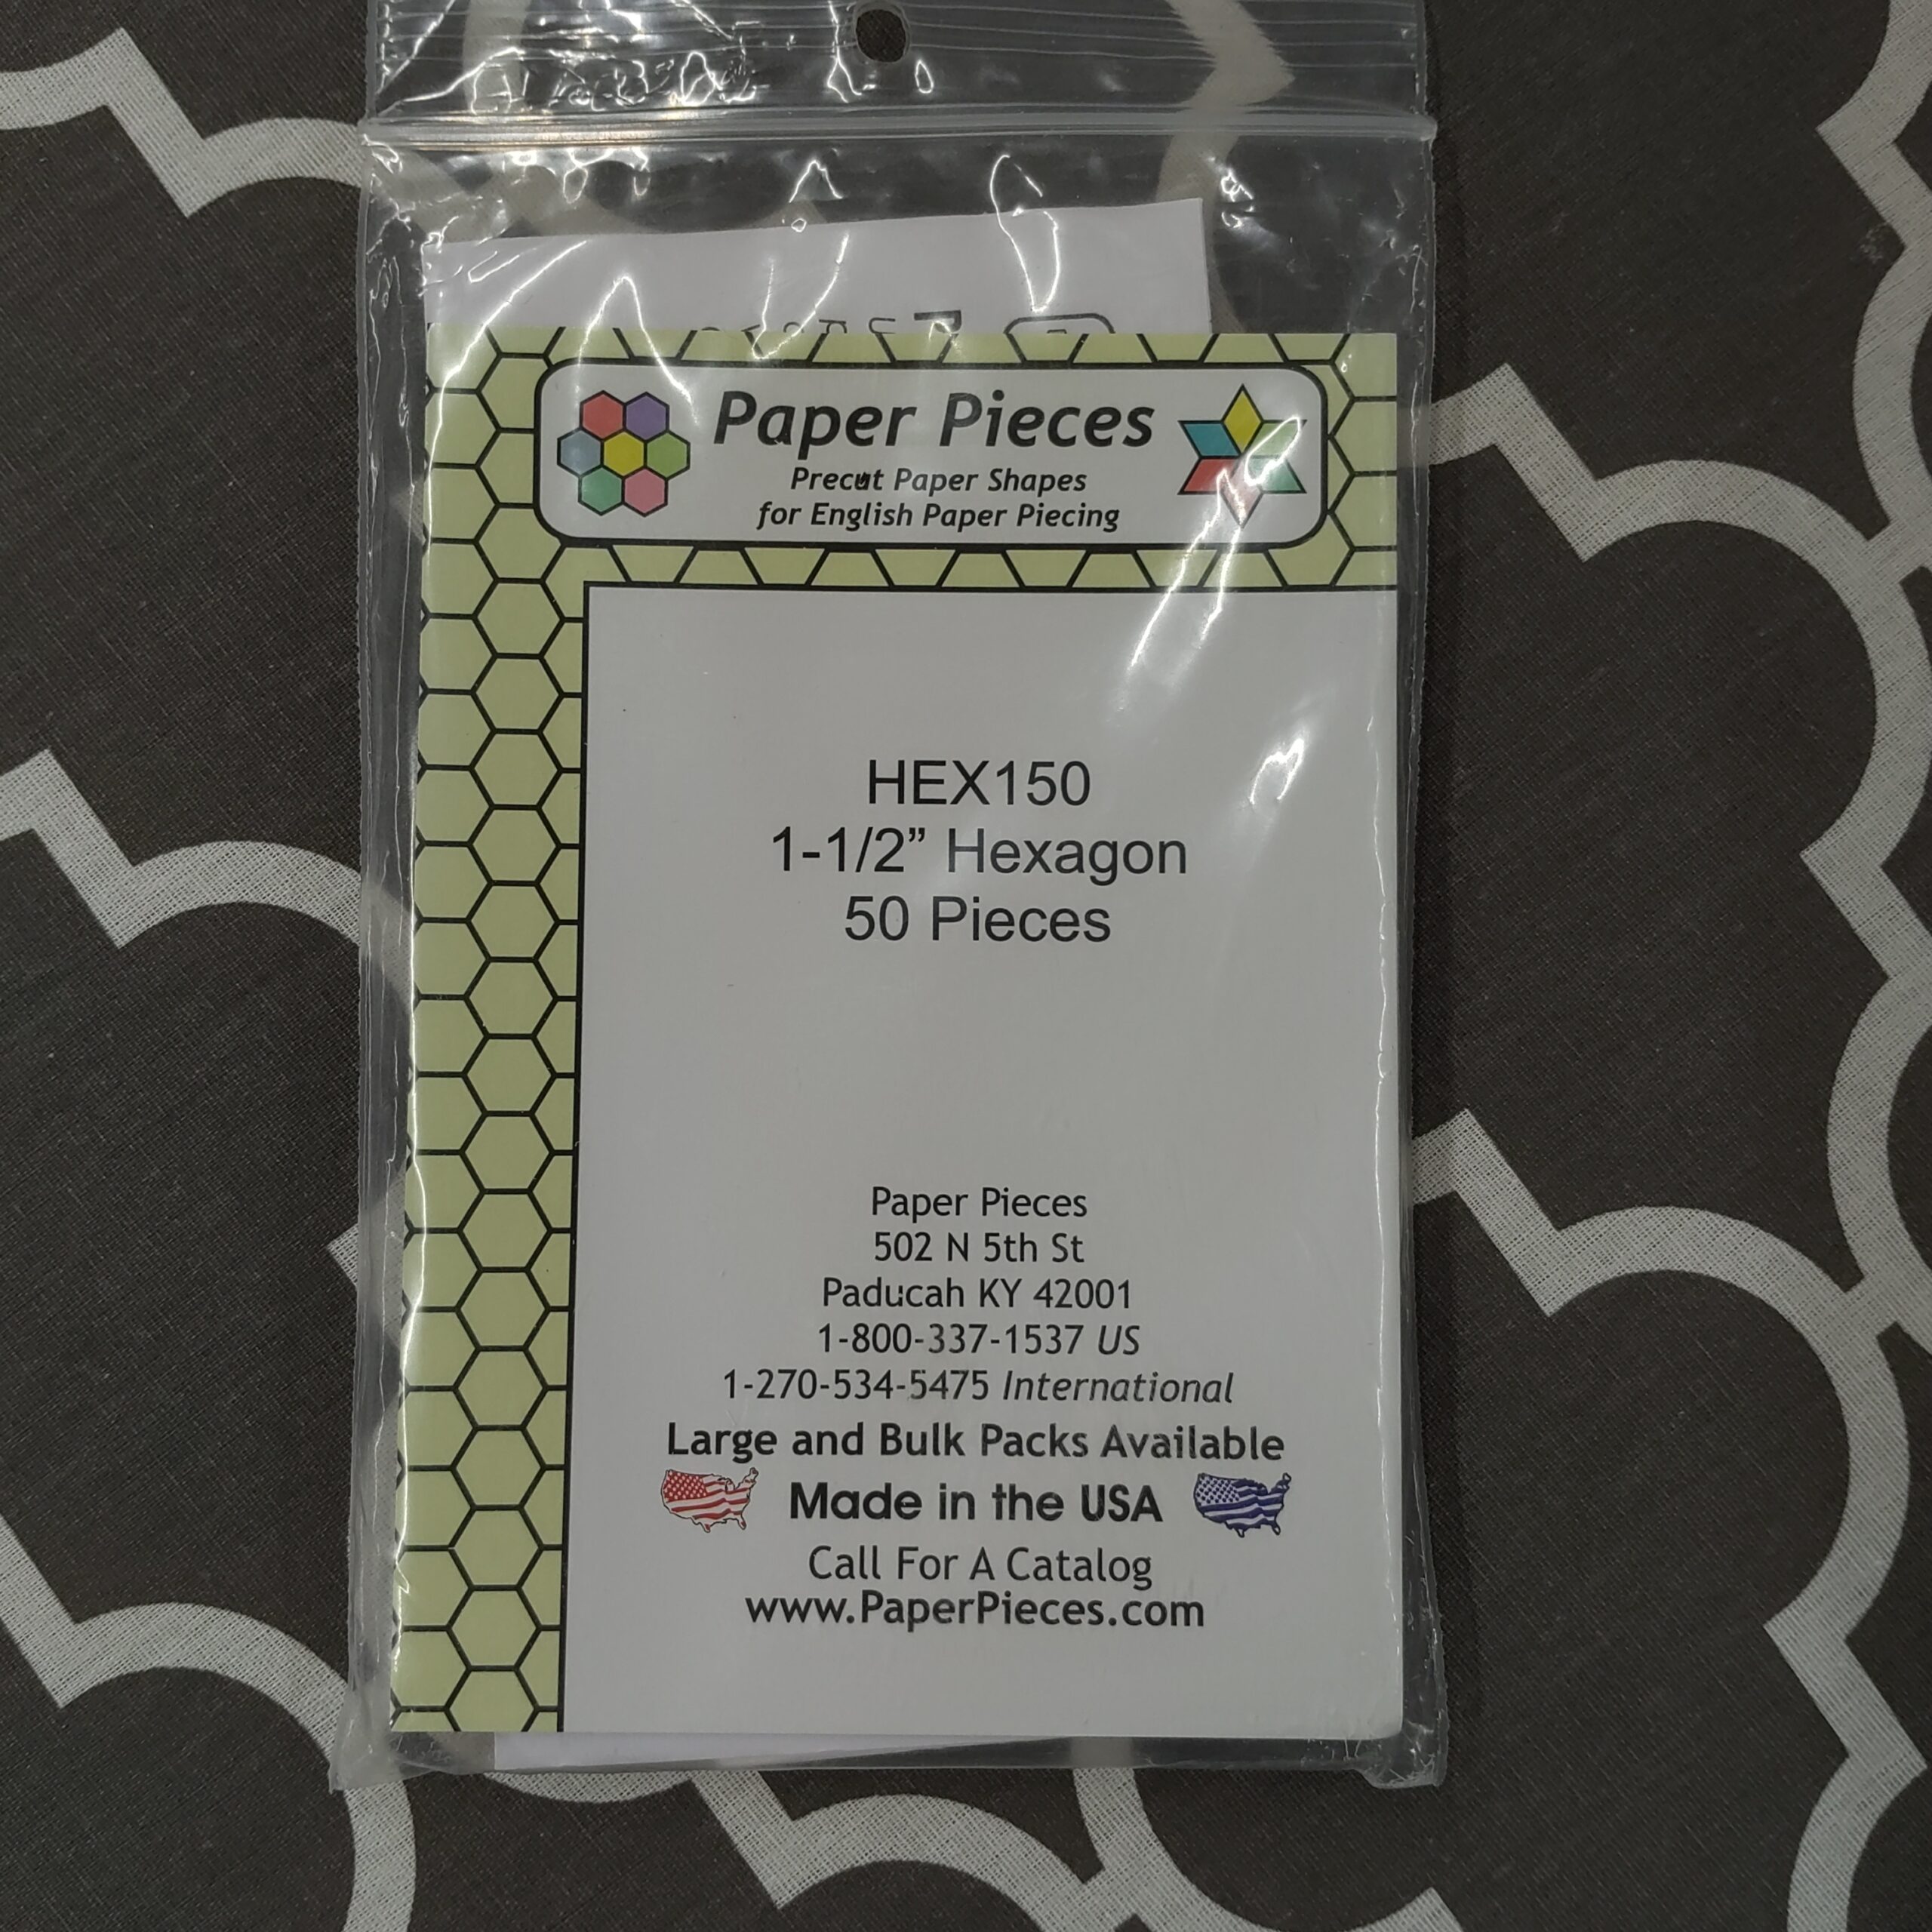 Paper Pieces
Precut Paper Shapes
for English Paper Piecing
HEX150
1-1/2” Hexagon
50 Pieces
Paper Pieces
502 N 5th St
Paducah KY 42001
1-800-337-1537 US
1-270-534-5475 International
Large and Bulk Packs Available
Made in the USA
Call For A Catalog
www.PaperPieces.com